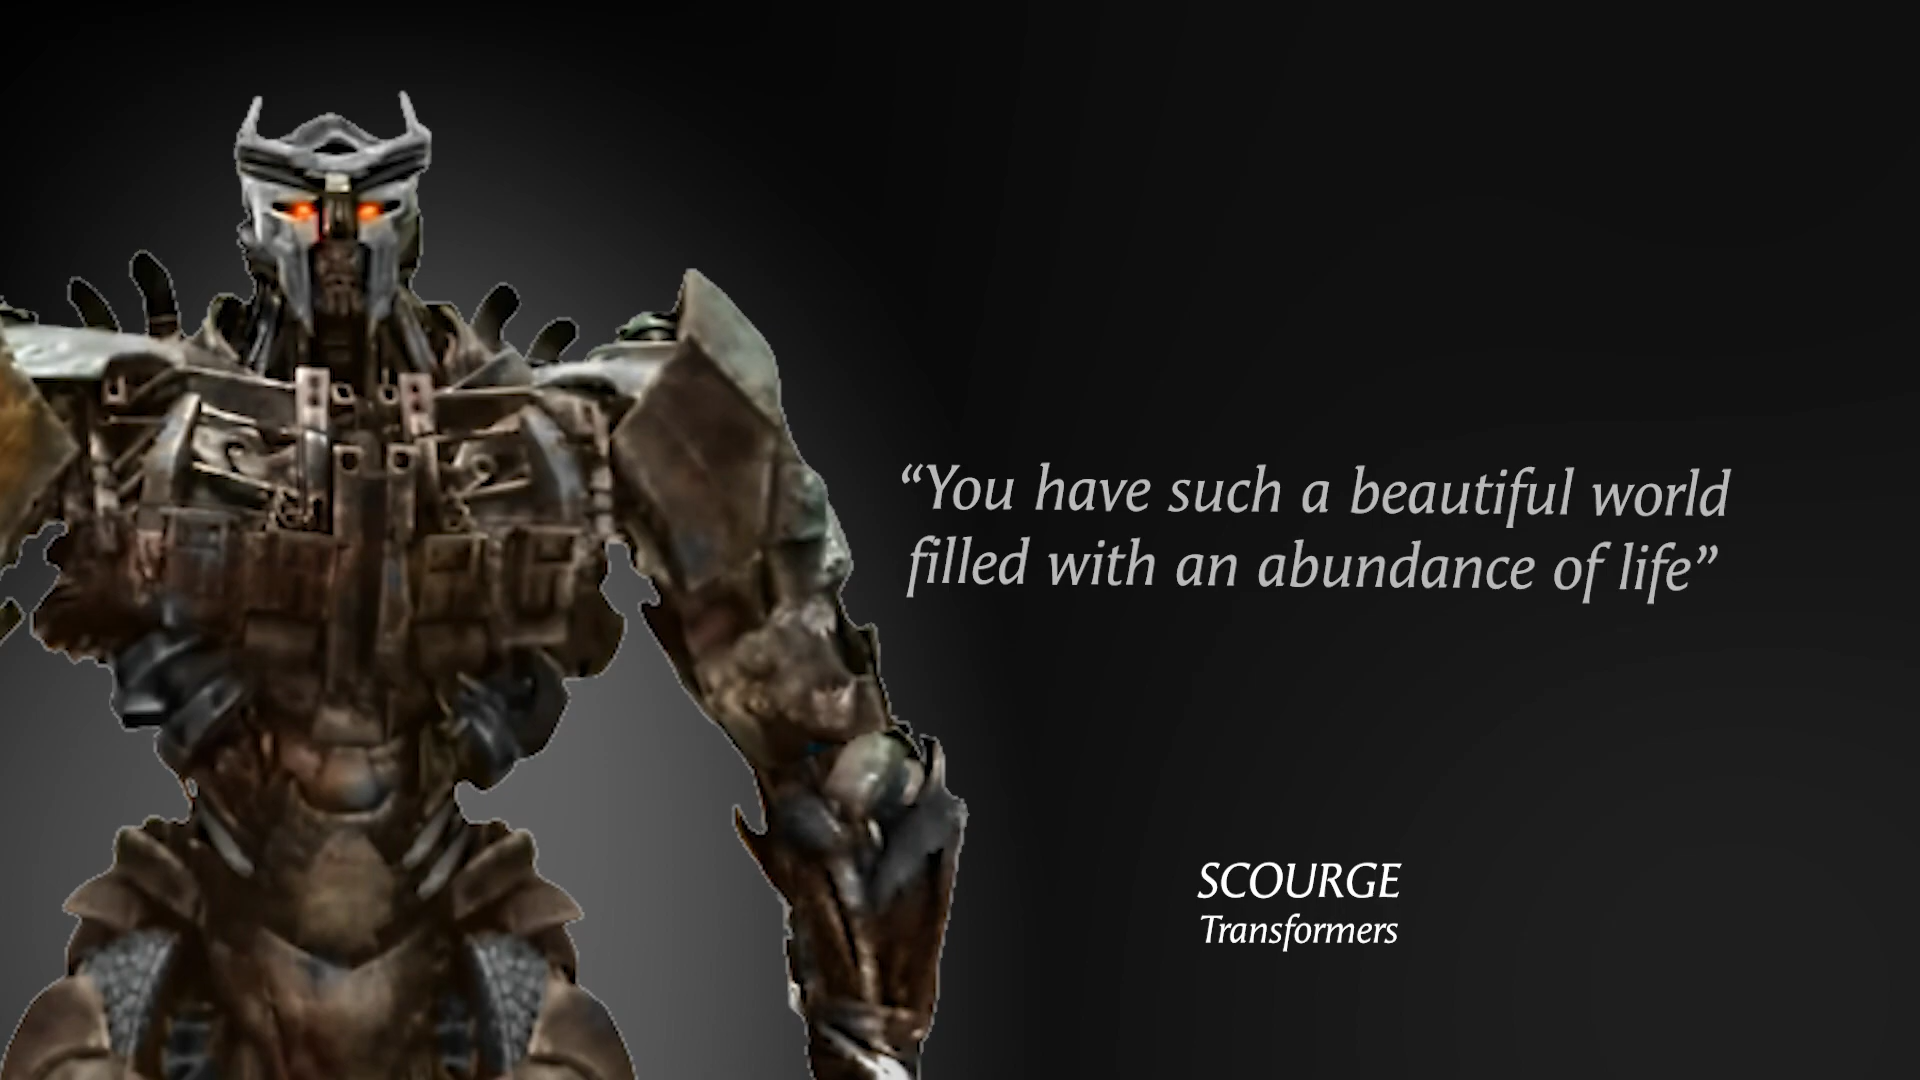 “You have such a beautiful world
filled with an abundance of life”
SCOURGE
Transformers